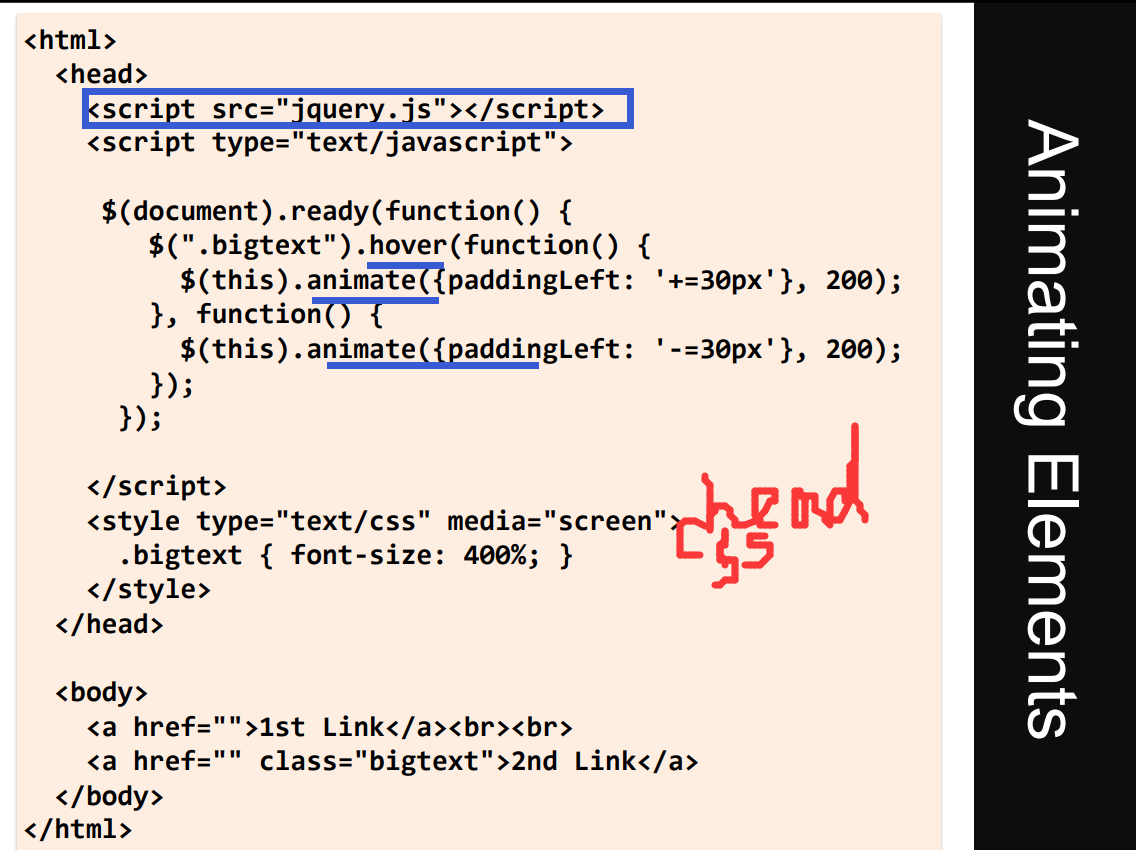 <html>
<head>
<script src="jquery.js"></script>
<script type="text/javascript">
$(document).ready(function() {
$(".bigtext").hover(function() {
$(this).animate({paddingLeft: '+=30px'}, 200);
}, function() {
$(this).animate({paddingLeft: '-=30px'}, 200);
});
});
</script>
<style type="text/css" media="screen">
.bigtext { font-size: 400%; }
</style>
</head>
<body>
<a href="">1st Link</a><br><br>
<a href="" class="bigtext">2nd Link</a>
</body>
</html>
Animating Elements